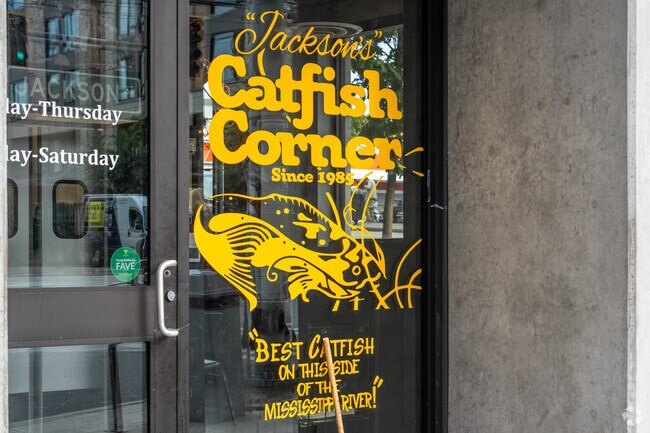 "Jackson's"
Catfish
Corner
Since 1985
"BEST CATFISH
ON THIS SIDE
OF THE
MISSISSIPPI RIVER!"
JACKSON
day-Thursday
day-Saturday
FAVE